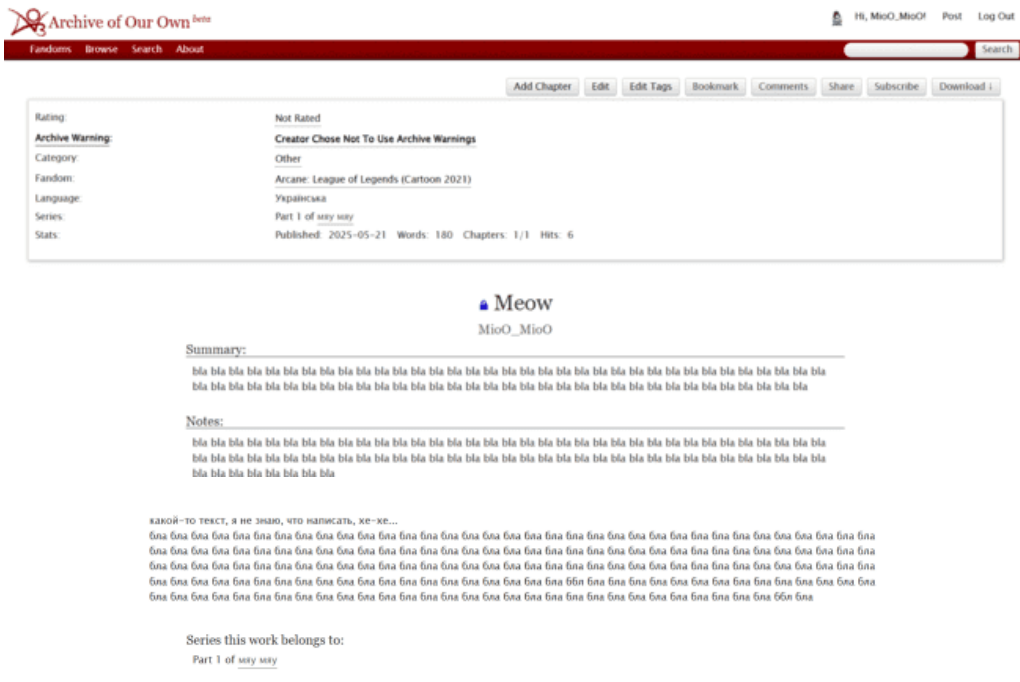 Archive of Our Own beta
Hi, MioO_MioO! Post Log Out
Fandoms Browse Search About
Search
Add Chapter Edit Edit Tags Bookmark Comments Share Subscribe Download ↓
Rating: Not Rated
Archive Warning: Creator Chose Not To Use Archive Warnings
Category: Other
Fandom: Arcane: League of Legends (Cartoon 2021)
Language: Українська
Series: Part 1 of мяу мяу
Stats: Published: 2025-05-21 Words: 180 Chapters: 1/1 Hits: 6
Meow
MioO_MioO
Summary:
bla bla bla bla bla bla bla bla bla bla bla bla bla bla bla bla bla bla bla bla bla bla bla bla bla bla bla bla bla bla bla bla bla bla bla
bla bla bla bla bla bla bla bla bla bla bla bla bla bla bla bla bla bla bla bla bla bla bla bla bla bla bla bla bla bla bla bla bla bla
Notes:
bla bla bla bla bla bla bla bla bla bla bla bla bla bla bla bla bla bla bla bla bla bla bla bla bla bla bla bla bla bla bla bla bla bla bla
bla bla bla bla bla bla bla bla bla bla bla bla bla bla bla bla bla bla bla bla bla bla bla bla bla bla bla bla bla bla bla bla bla bla bla
bla bla bla bla bla bla bla bla
какой-то текст, я не знаю, что написать, хе-хе...
бла бла бла бла бла бла бла бла бла бла бла бла бла бла бла бла бла бла бла бла бла бла бла бла бла бла бла бла бла бла бла бла бла бла бла
бла бла бла бла бла бла бла бла бла бла бла бла бла бла бла бла бла бла бла бла бла бла бла бла бла бла бла бла бла бла бла бла бла бла бла
бла бла бла бла бла бла бла бла бла бла бла бла бла бла бла бла бла бла бла бла бла бла бла бла бла бла бла бла бла бла бла бла бла бла бла
бла бла бла бла бла бла бла бла бла бла бла бла бла бла бла бла бла бла бла бла ббл бла бла бла бла бла бла бла бла бла бла бла бла бла бла
бла бла бла бла бла бла бла бла бла бла бла бла бла бла бла бла бла бла бла бла бла бла бла бла бла бла бла бла бла бла ббл бла
Series this work belongs to:
Part 1 of мяу мяу